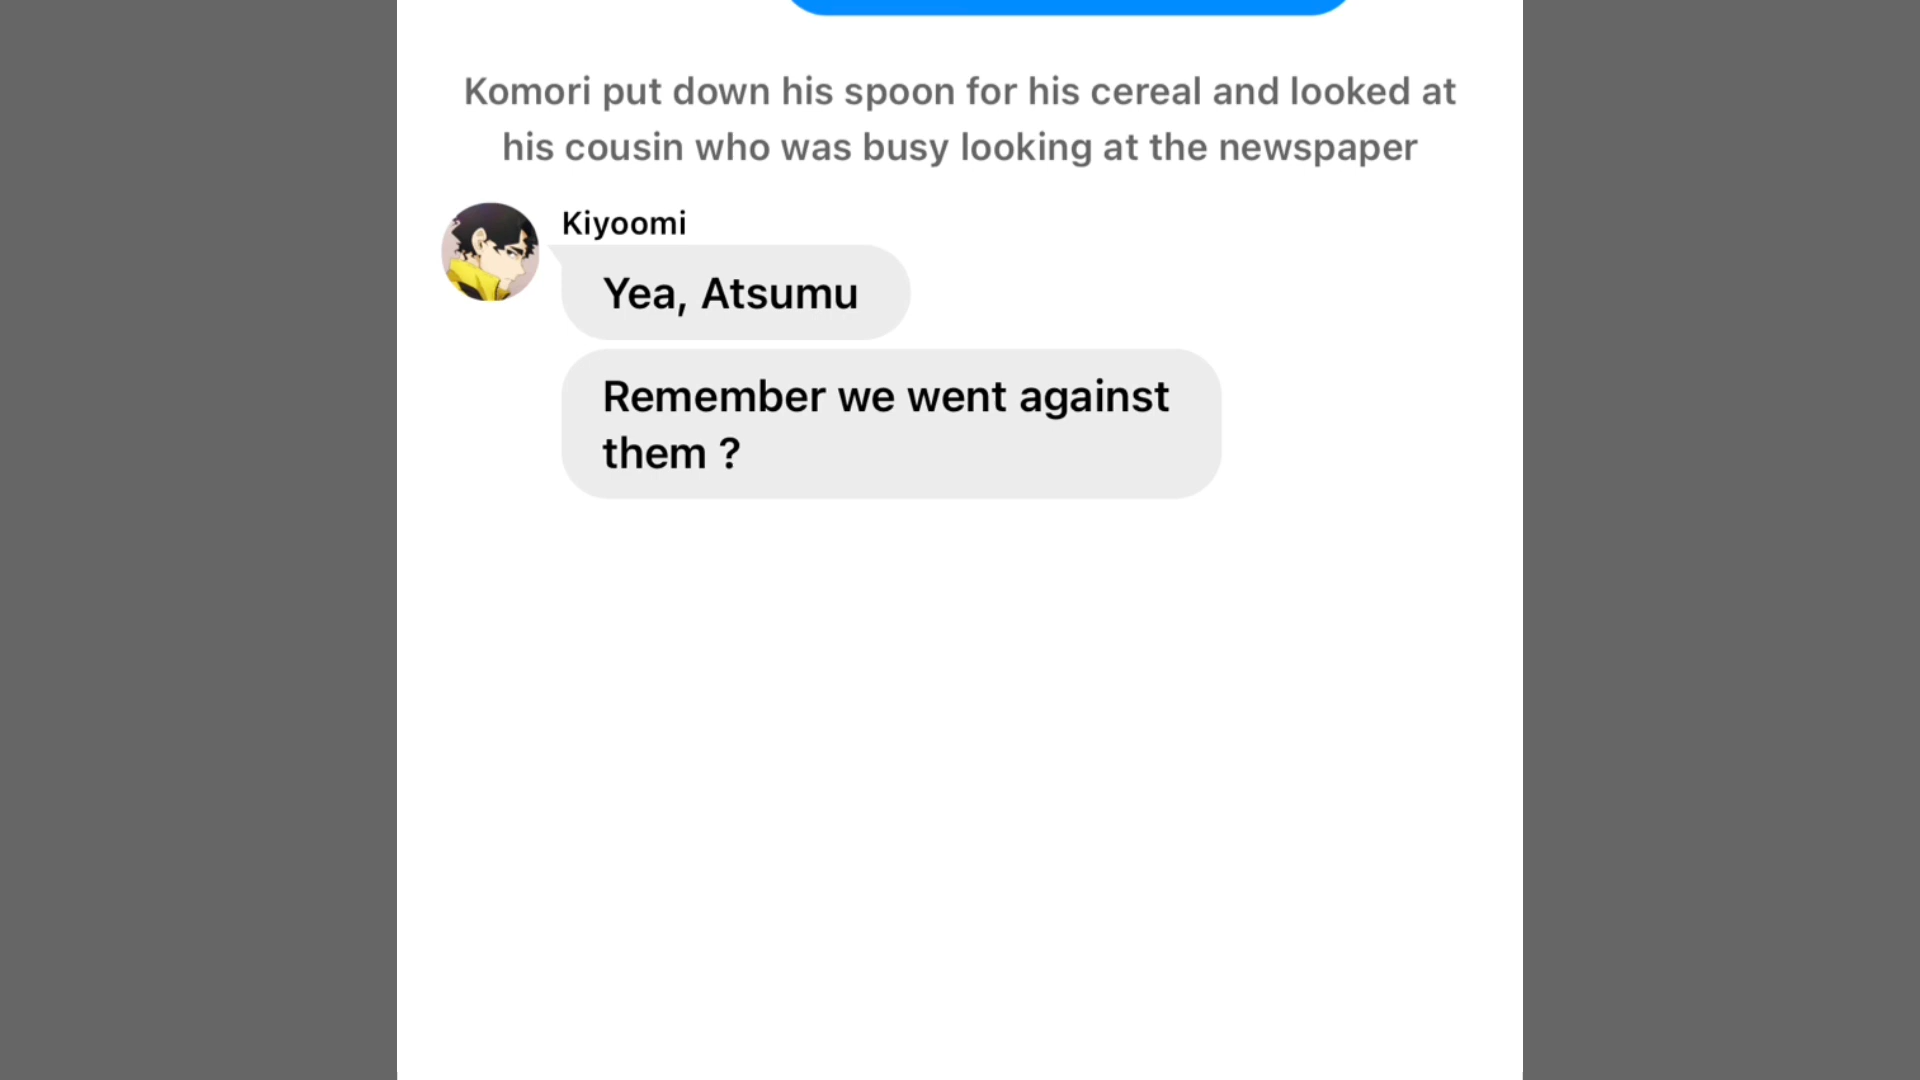 Komori put down his spoon for his cereal and looked at
his cousin who was busy looking at the newspaper
Kiyoomi
Yea, Atsumu
Remember we went against
them ?